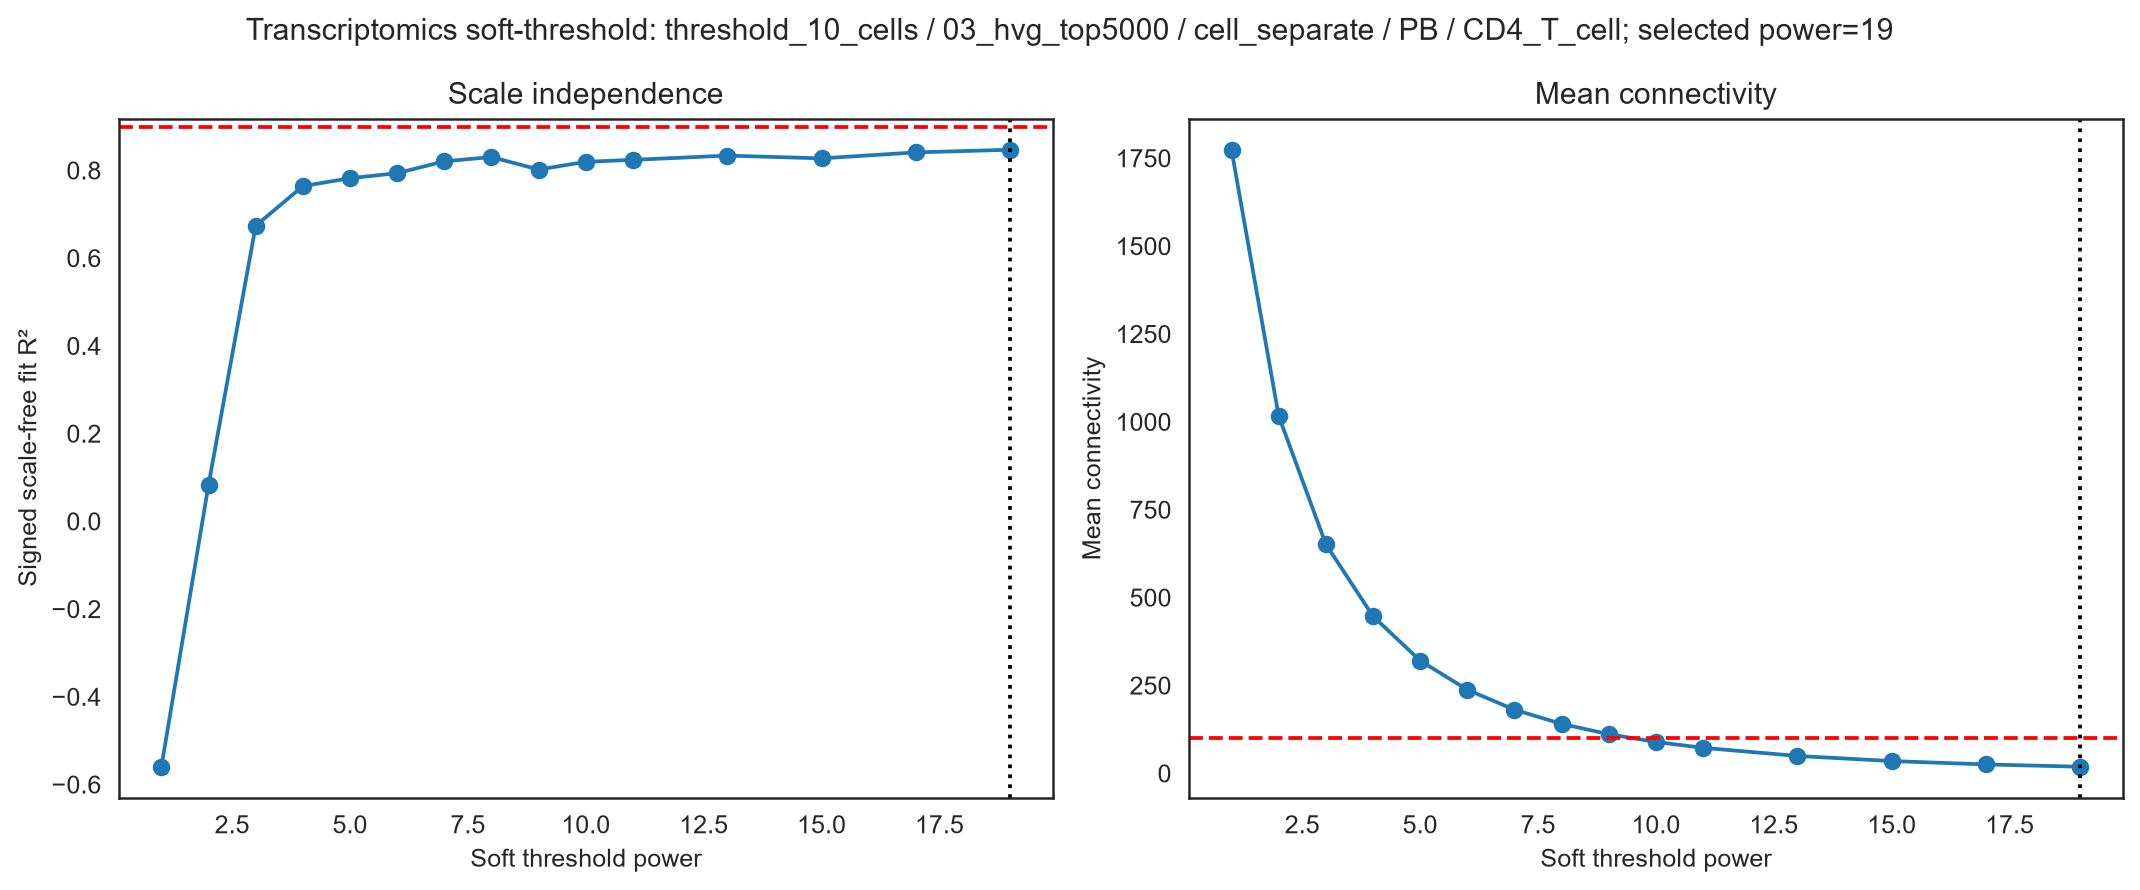 Transcriptomics soft-threshold: threshold_10_cells / 03_hvg_top5000 / cell_separate / PB / CD4_T_cell; selected power=19
Scale independence
Signed scale-free fit R²
0.8
0.6
0.4
0.2
0.0
−0.2
−0.4
−0.6
2.5 5.0 7.5 10.0 12.5 15.0 17.5
Soft threshold power
Mean connectivity
Mean connectivity
1750
1500
1250
1000
750
500
250
0
2.5 5.0 7.5 10.0 12.5 15.0 17.5
Soft threshold power